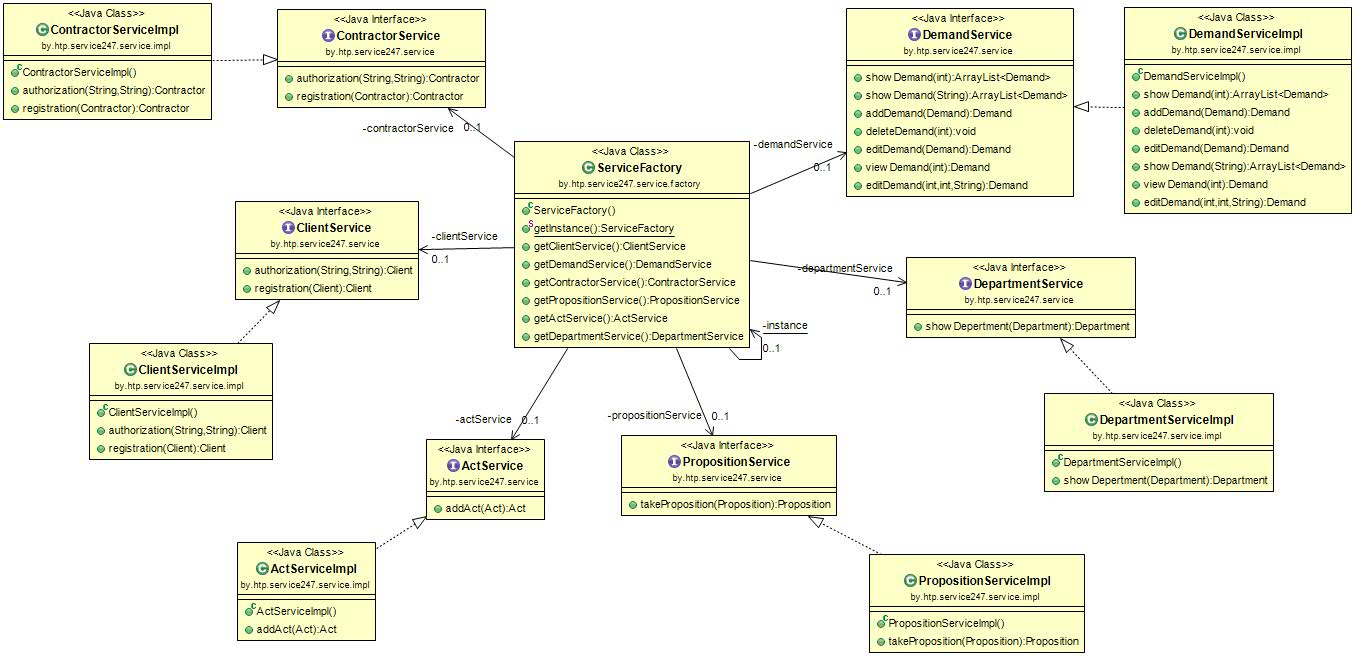 <<Java Class>>
ContractorServiceImpl
by.htp.service247.service.impl
ContractorServiceImpl()
authorization(String,String):Contractor
registration(Contractor):Contractor
<<Java Interface>>
ContractorService
by.htp.service247.service
authorization(String,String):Contractor
registration(Contractor):Contractor
<<Java Interface>>
DemandService
by.htp.service247.service
show Demand(int):ArrayList<Demand>
show Demand(String):ArrayList<Demand>
addDemand(Demand):Demand
deleteDemand(int):void
editDemand(Demand):Demand
view Demand(int):Demand
editDemand(int,int,String):Demand
<<Java Class>>
DemandServiceImpl
by.htp.service247.service.impl
DemandServiceImpl()
show Demand(int):ArrayList<Demand>
addDemand(Demand):Demand
deleteDemand(int):void
editDemand(Demand):Demand
show Demand(String):ArrayList<Demand>
view Demand(int):Demand
editDemand(int,int,String):Demand
-contractorService 0..1
-demandService
0..1
<<Java Class>>
ServiceFactory
by.htp.service247.service.factory
ServiceFactory()
getInstance():ServiceFactory
getClientService():ClientService
getDemandService():DemandService
getContractorService():ContractorService
getPropositionService():PropositionService
getActService():ActService
getDepartmentService():DepartmentService
<<Java Interface>>
ClientService
by.htp.service247.service
authorization(String,String):Client
registration(Client):Client
-clientService
0..1
-departmentService
0..1
<<Java Interface>>
DepartmentService
by.htp.service247.service
show Depertment(Department):Department
-instance
0..1
<<Java Class>>
ClientServiceImpl
by.htp.service247.service.impl
ClientServiceImpl()
authorization(String,String):Client
registration(Client):Client
-actService 0..1
-propositionService 0..1
<<Java Class>>
DepartmentServiceImpl
by.htp.service247.service.impl
DepartmentServiceImpl()
show Depertment(Department):Department
<<Java Interface>>
ActService
by.htp.service247.service
addAct(Act):Act
<<Java Interface>>
PropositionService
by.htp.service247.service
takeProposition(Proposition):Proposition
<<Java Class>>
ActServiceImpl
by.htp.service247.service.impl
ActServiceImpl()
addAct(Act):Act
<<Java Class>>
PropositionServiceImpl
by.htp.service247.service.impl
PropositionServiceImpl()
takeProposition(Proposition):Proposition